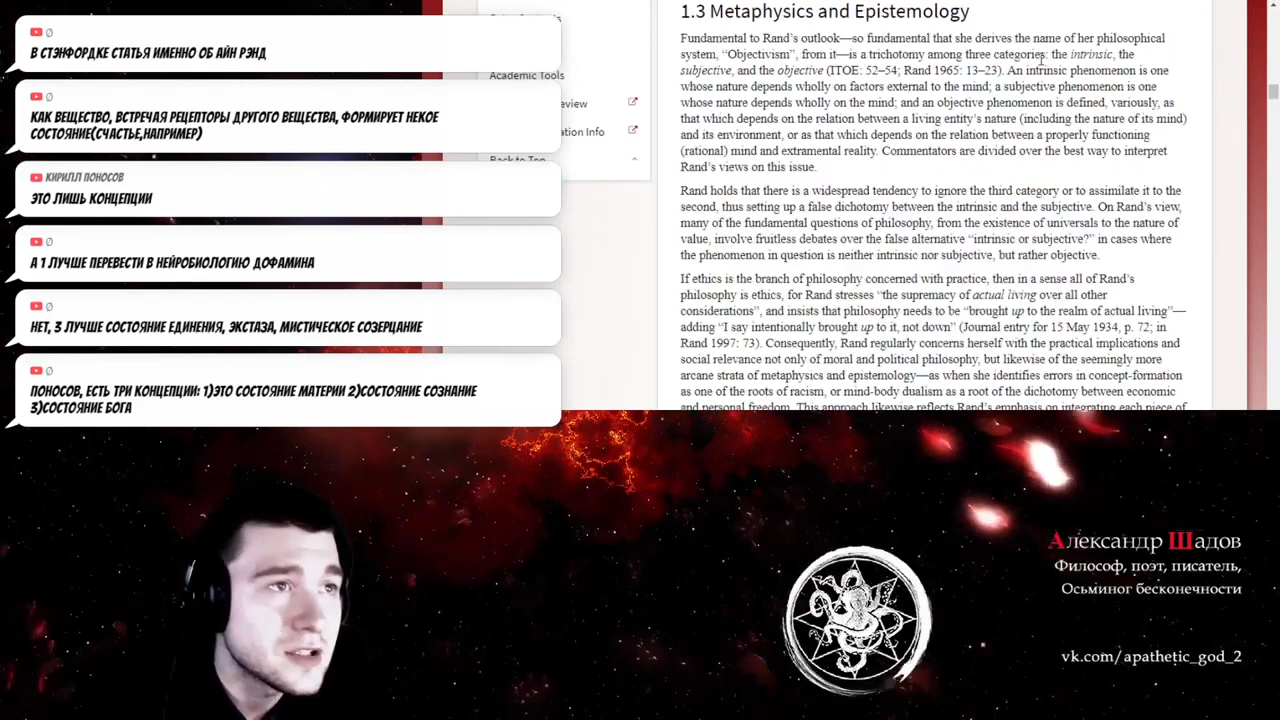 Ø
В СТЭНФОРДКЕ СТАТЬЯ ИМЕННО ОБ АЙН РЭНД
Ø
КАК ВЕЩЕСТВО, ВСТРЕЧАЯ РЕЦЕПТОРЫ ДРУГОГО ВЕЩЕСТВА, ФОРМИРУЕТ НЕКОЕ
СОСТОЯНИЕ(СЧАСТЬЕ,НАПРИМЕР)
КИРИЛЛ ПОНОСОВ
ЭТО ЛИШЬ КОНЦЕПЦИИ
Ø
А 1 ЛУЧШЕ ПЕРЕВЕСТИ В НЕЙРОБИОЛОГИЮ ДОФАМИНА
Ø
НЕТ, 3 ЛУЧШЕ СОСТОЯНИЕ ЕДИНЕНИЯ, ЭКСТАЗА, МИСТИЧЕСКОЕ СОЗЕРЦАНИЕ
Ø
ПОНОСОВ, ЕСТЬ ТРИ КОНЦЕПЦИИ: 1)ЭТО СОСТОЯНИЕ МАТЕРИИ 2)СОСТОЯНИЕ СОЗНАНИЕ
3)СОСТОЯНИЕ БОГА
Academic Tools
Back to Top
1.3 Metaphysics and Epistemology
Fundamental to Rand's outlook—so fundamental that she derives the name of her philosophical
system, “Objectivism”, from it—is a trichotomy among three categories: the intrinsic, the
subjective, and the objective (ITOE: 52–54; Rand 1965: 13–23). An intrinsic phenomenon is one
whose nature depends wholly on factors external to the mind; a subjective phenomenon is one
whose nature depends wholly on the mind; and an objective phenomenon is defined, variously, as
that which depends on the relation between a living entity's nature (including the nature of its mind)
and its environment, or as that which depends on the relation between a properly functioning
(rational) mind and extramental reality. Commentators are divided over the best way to interpret
Rand's views on this issue.
Rand holds that there is a widespread tendency to ignore the third category or to assimilate it to the
second, thus setting up a false dichotomy between the intrinsic and the subjective. On Rand's view,
many of the fundamental questions of philosophy, from the existence of universals to the nature of
value, involve fruitless debates over the false alternative “intrinsic or subjective?” in cases where
the phenomenon in question is neither intrinsic nor subjective, but rather objective.
If ethics is the branch of philosophy concerned with practice, then in a sense all of Rand's
philosophy is ethics, for Rand stresses “the supremacy of actual living over all other
considerations”, and insists that philosophy needs to be “brought up to the realm of actual living”—
adding “I say intentionally brought up to it, not down” (Journal entry for 15 May 1934, p. 72; in
Rand 1997: 73). Consequently, Rand regularly concerns herself with the practical implications and
social relevance not only of moral and political philosophy, but likewise of the seemingly more
arcane strata of metaphysics and epistemology—as when she identifies errors in concept-formation
as one of the roots of racism, or mind-body dualism as a root of the dichotomy between economic
and personal freedom. This approach likewise reflects Rand's emphasis on integrating each piece of
Александр Шадов
Философ, поэт, писатель,
Осьминог бесконечности
vk.com/apathetic_god_2